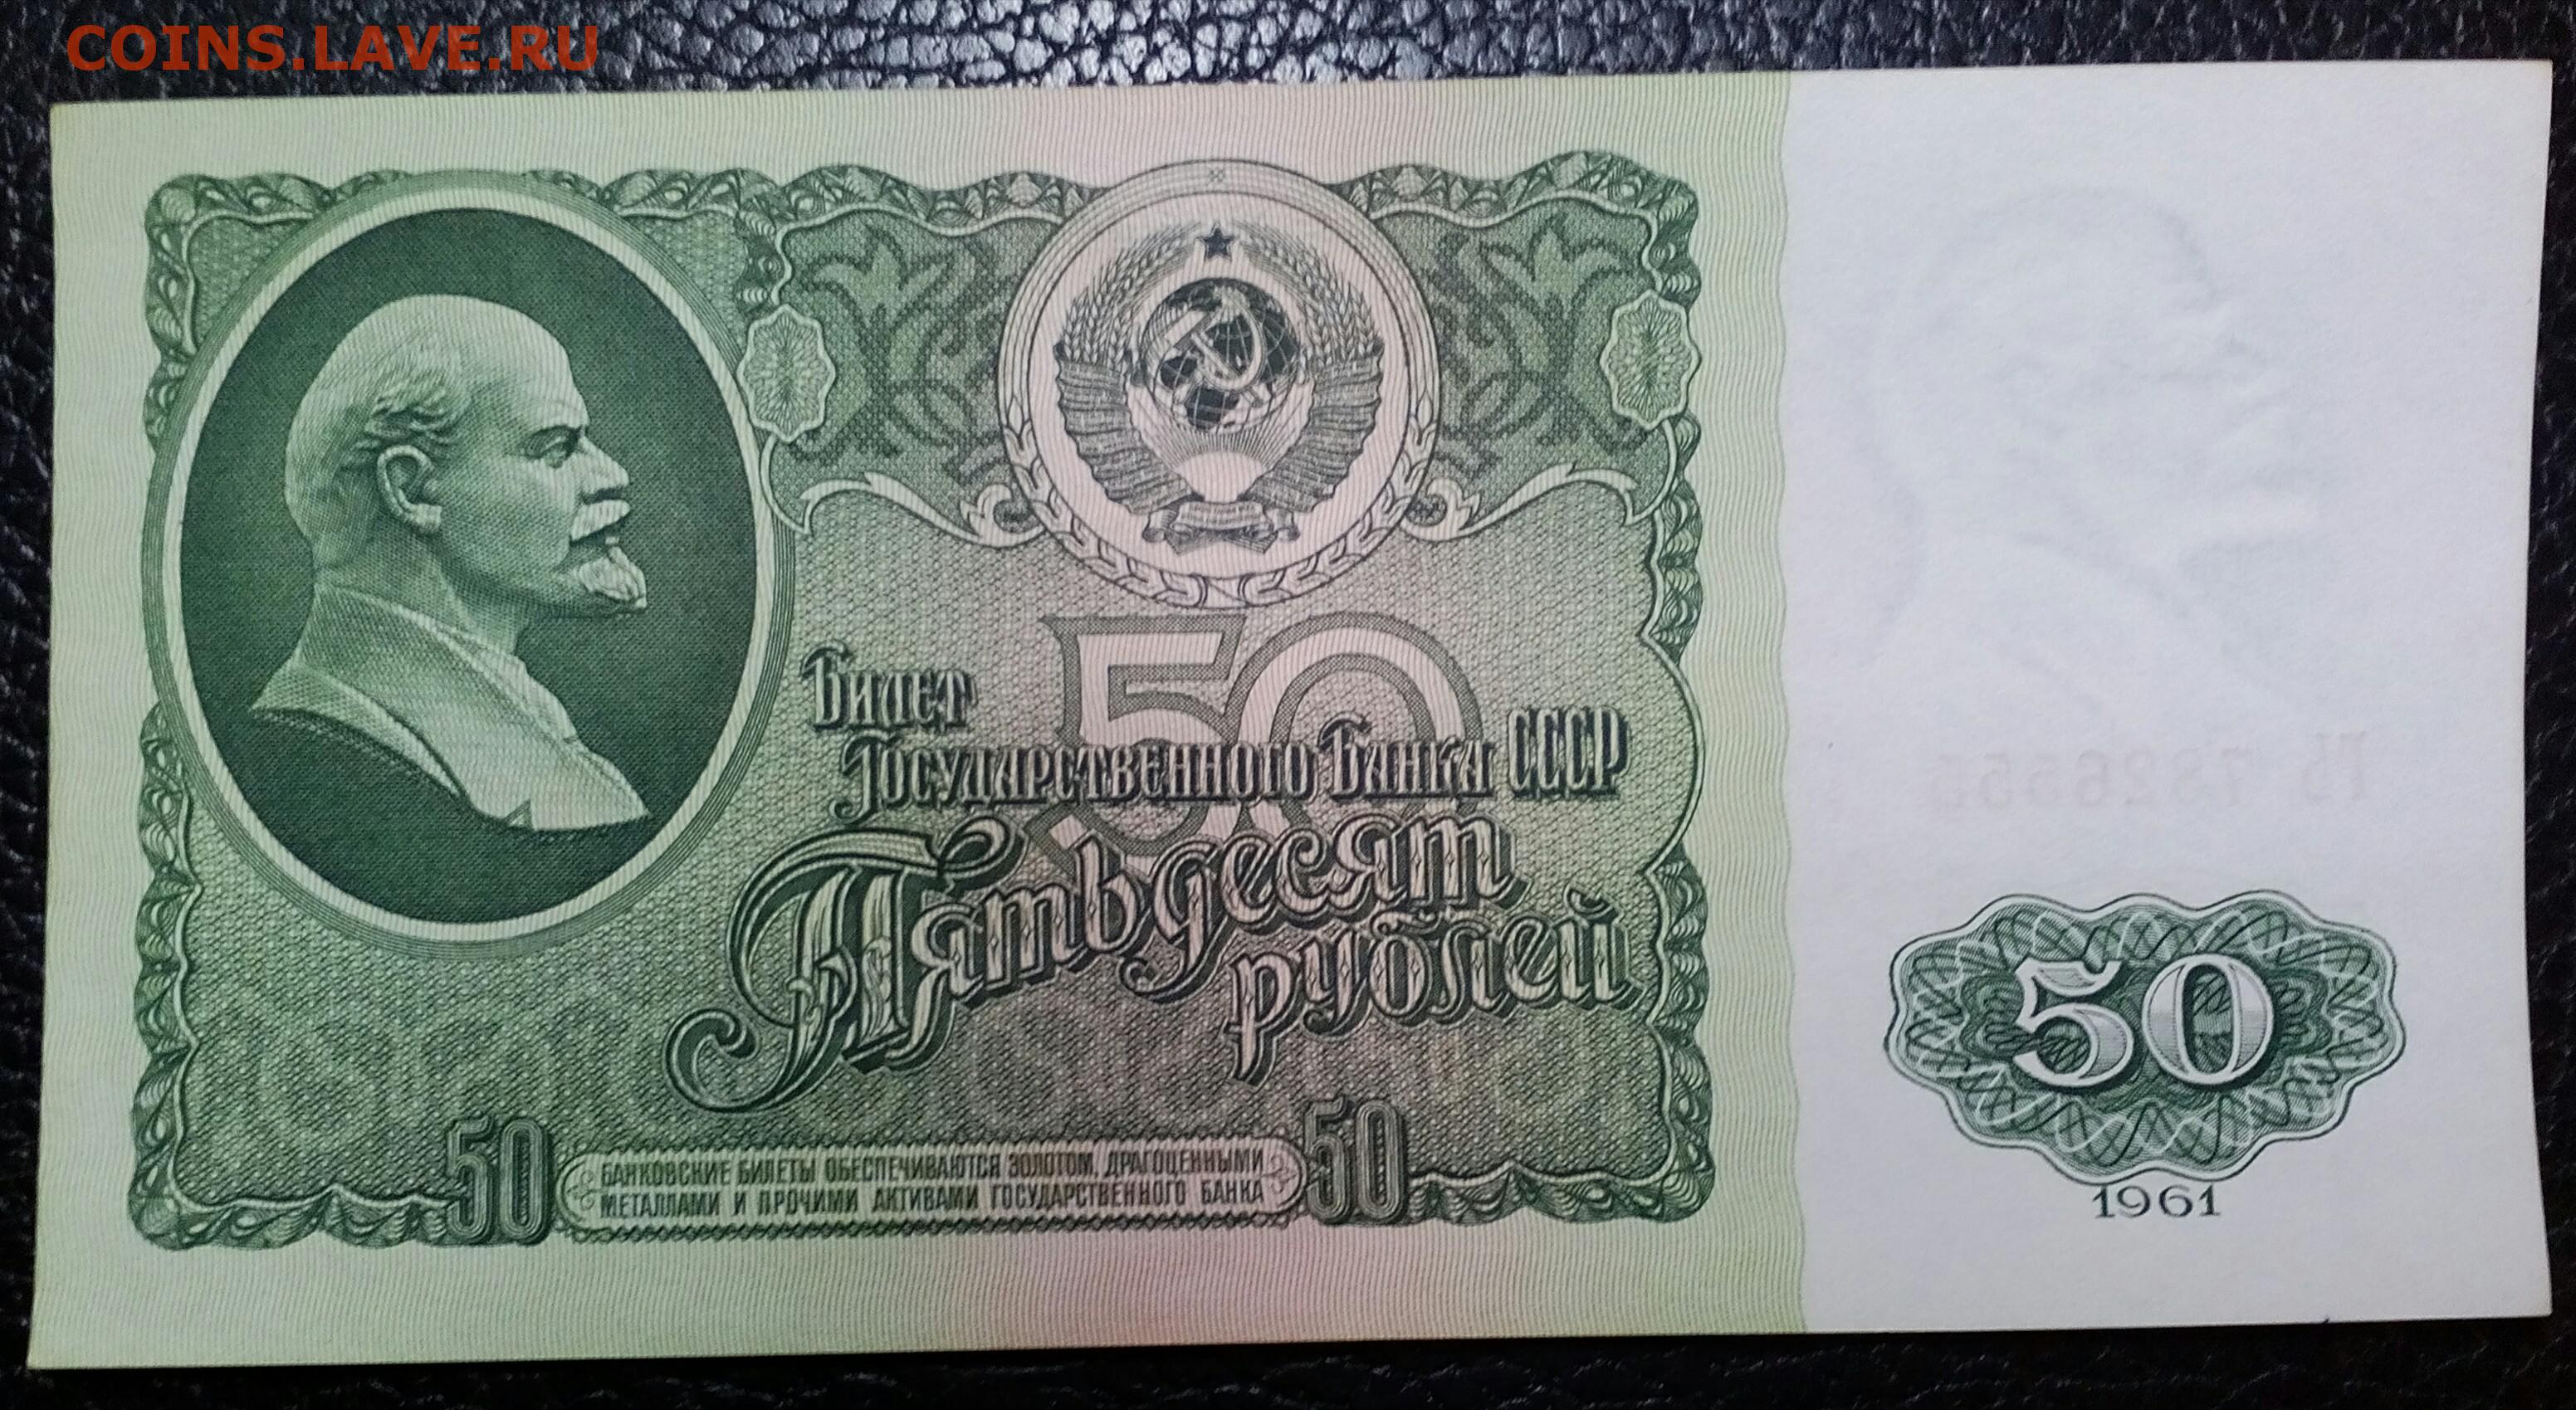 COINS.LAVE.RU
50
Билет
Государственного Банка СССР
Пятьдесят
рублей
50
БАНКОВСКИЕ БИЛЕТЫ ОБЕСПЕЧИВАЮТСЯ ЗОЛОТОМ, ДРАГОЦЕННЫМИ
МЕТАЛЛАМИ И ПРОЧИМИ АКТИВАМИ ГОСУДАРСТВЕННОГО БАНКА
50
50
1961